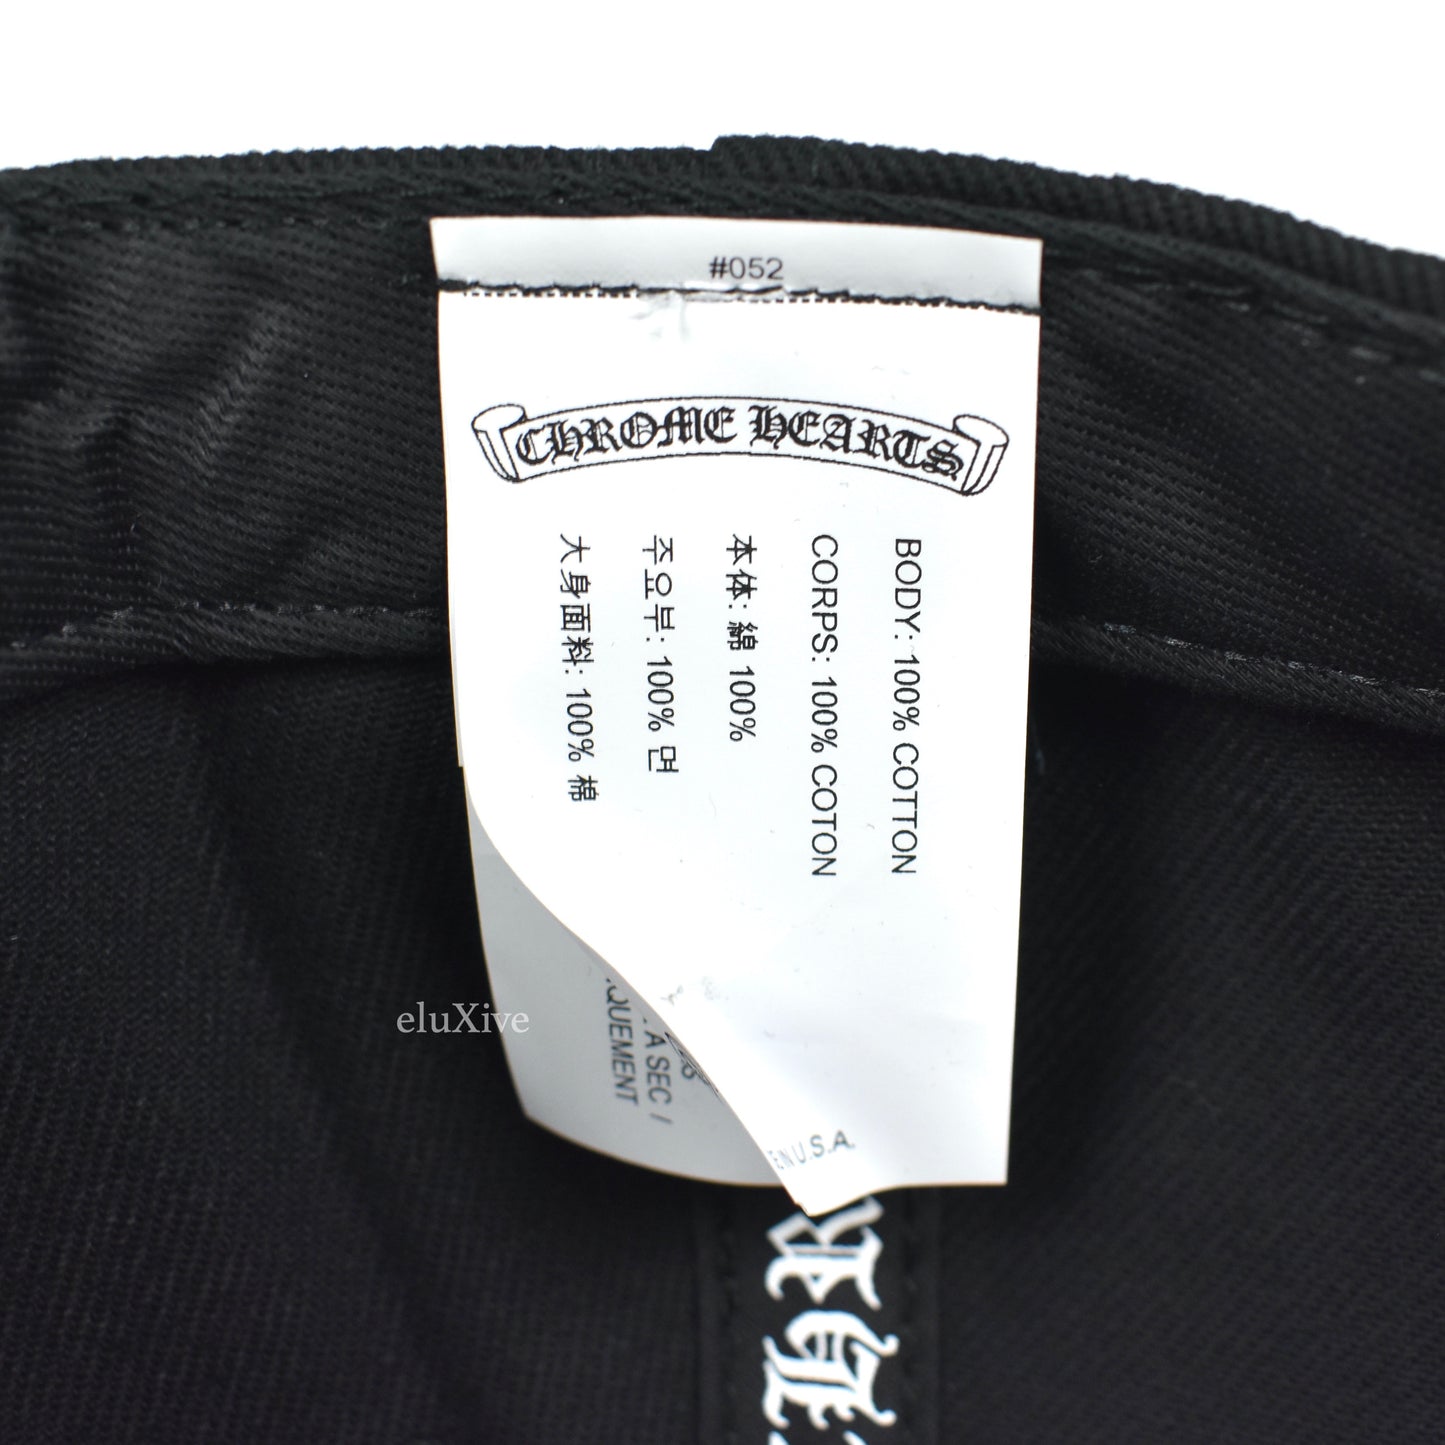 #052
CHROME HEARTS
BODY: 100% COTTON
CORPS: 100% COTON
本体: 綿 100%
주요부: 100% 면
大身面料: 100% 棉
A SEC /
U.S.A.
eluXive